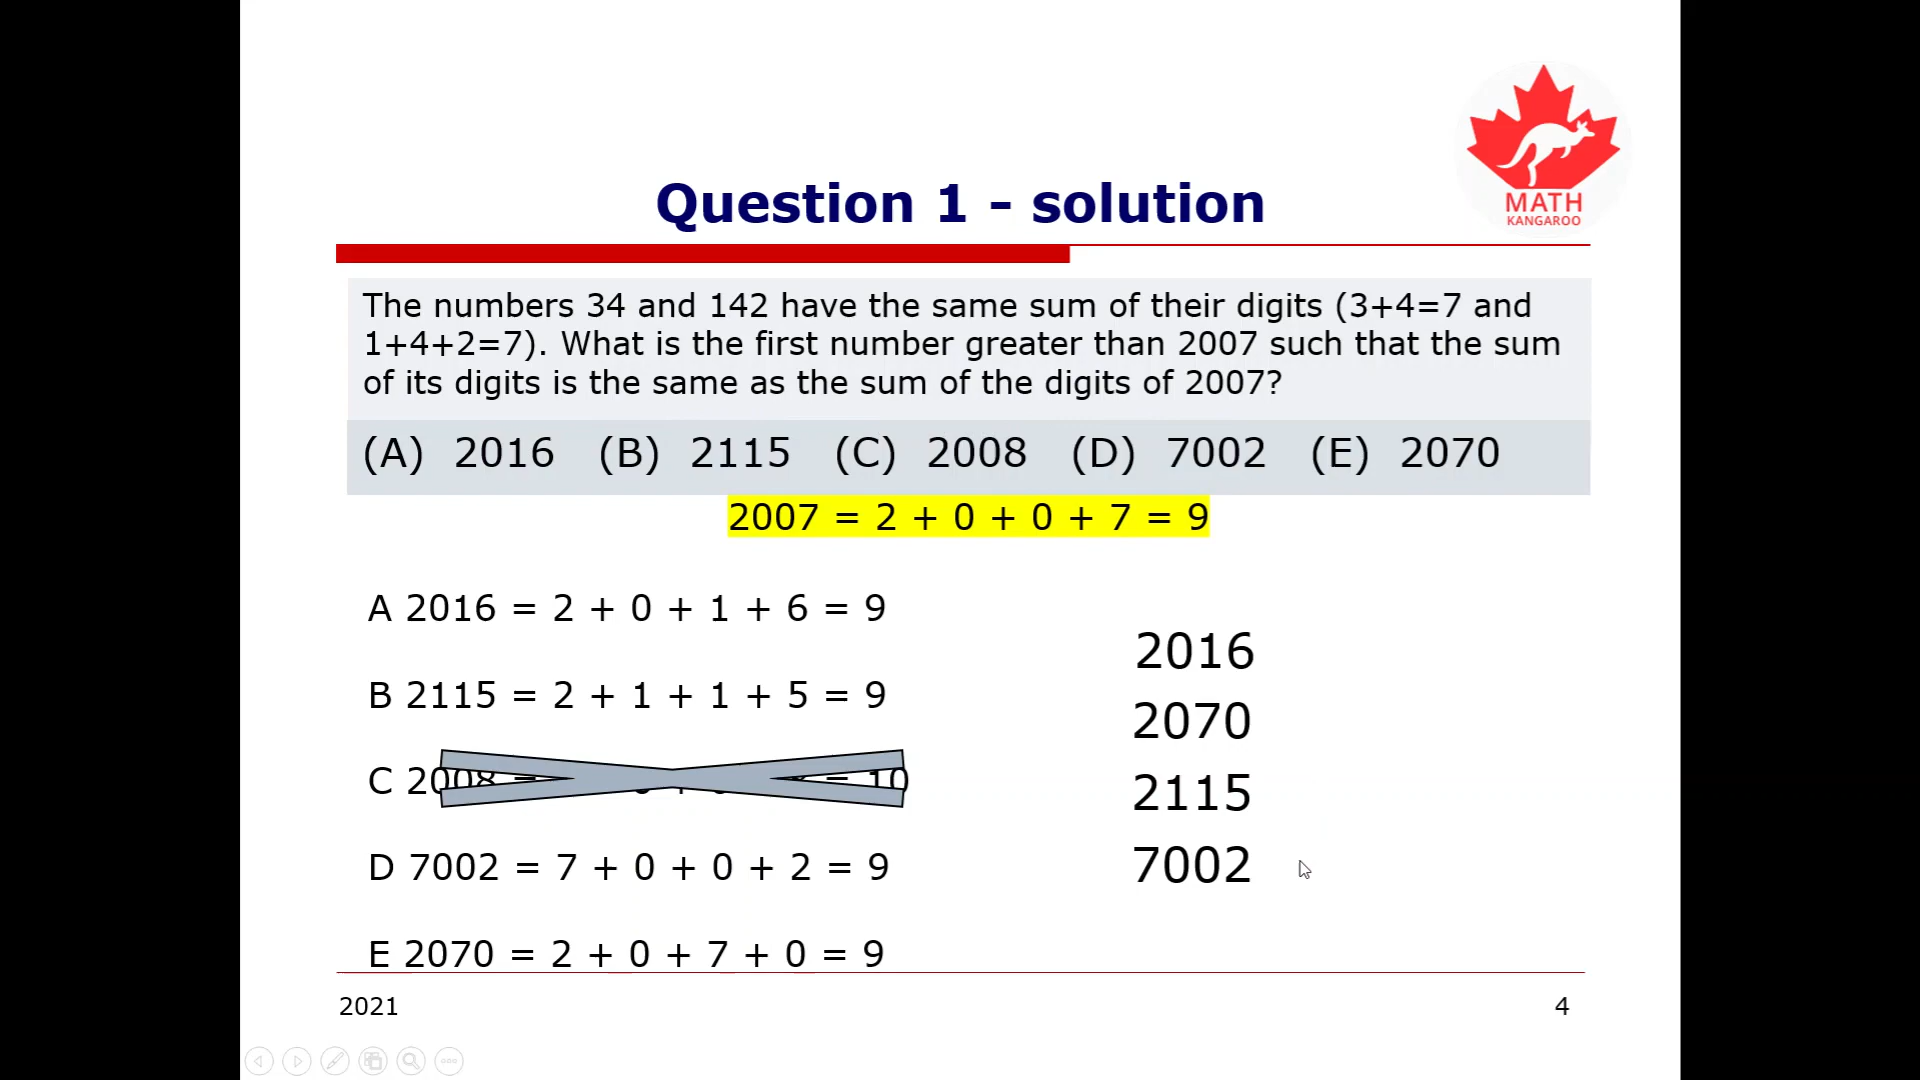 MATH
KANGAROO
Question 1 - solution
The numbers 34 and 142 have the same sum of their digits (3+4=7 and
1+4+2=7). What is the first number greater than 2007 such that the sum
of its digits is the same as the sum of the digits of 2007?
(A) 2016 (B) 2115 (C) 2008 (D) 7002 (E) 2070
2007 = 2 + 0 + 0 + 7 = 9
A 2016 = 2 + 0 + 1 + 6 = 9
B 2115 = 2 + 1 + 1 + 5 = 9
C 2008 = 10
D 7002 = 7 + 0 + 0 + 2 = 9
E 2070 = 2 + 0 + 7 + 0 = 9
2016
2070
2115
7002
2021
4